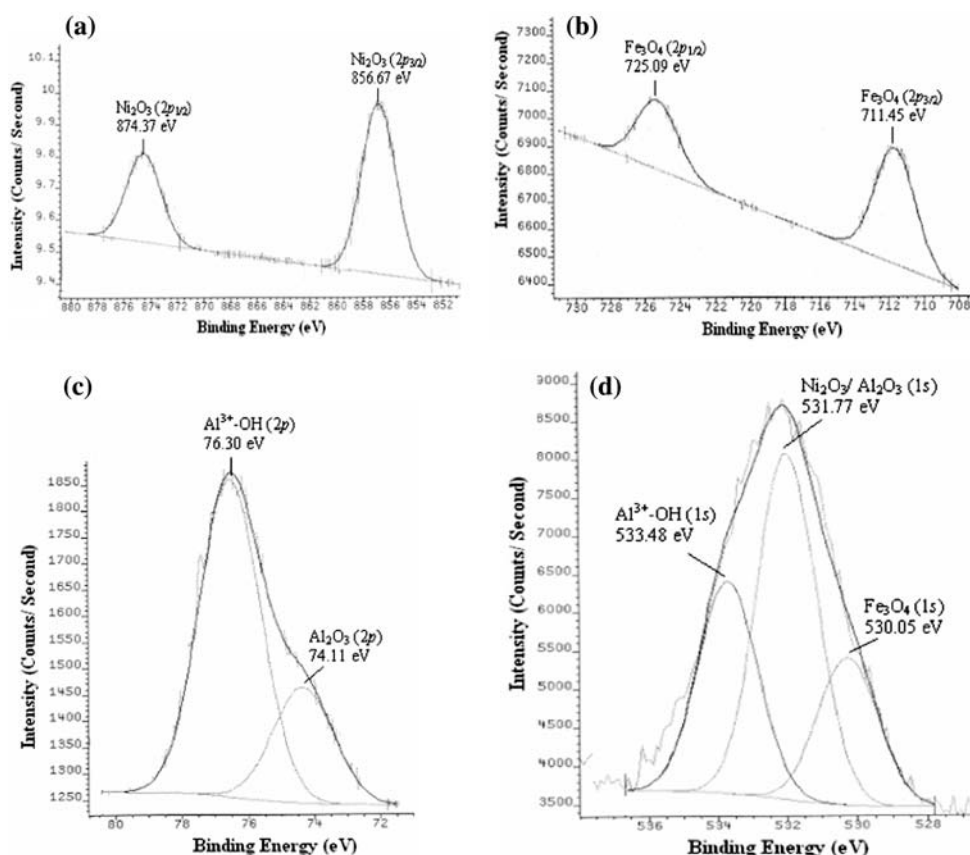 (a)
Intensity (Counts/ Second)
10.1
10.
9.9
9.8
9.7
9.6
9.5
9.4
Ni₂O₃ (2p₁/₂)
874.37 eV
Ni₂O₃ (2p₃/₂)
856.67 eV
880 878 876 874 872 870 868 866 864 862 860 858 856 854 852
Binding Energy (eV)
(b)
Intensity (Counts/ Second)
7300
7200
7100
7000
6900
6800
6700
6600
6500
6400
Fe₃O₄ (2p₁/₂)
725.09 eV
Fe₃O₄ (2p₃/₂)
711.45 eV
730 728 726 724 722 720 718 716 714 712 710 708
Binding Energy (eV)
(c)
Intensity (Counts/ Second)
1850
1800
1750
1700
1650
1600
1550
1500
1450
1400
1350
1300
1250
Al³⁺-OH (2p)
76.30 eV
Al₂O₃ (2p)
74.11 eV
80 78 76 74 72
Binding Energy (eV)
(d)
Intensity (Counts/ Second)
9000
8500
8000
7500
7000
6500
6000
5500
5000
4500
4000
3500
Ni₂O₃/ Al₂O₃ (1s)
531.77 eV
Al³⁺-OH (1s)
533.48 eV
Fe₃O₄ (1s)
530.05 eV
536 534 532 530 528
Binding Energy (eV)